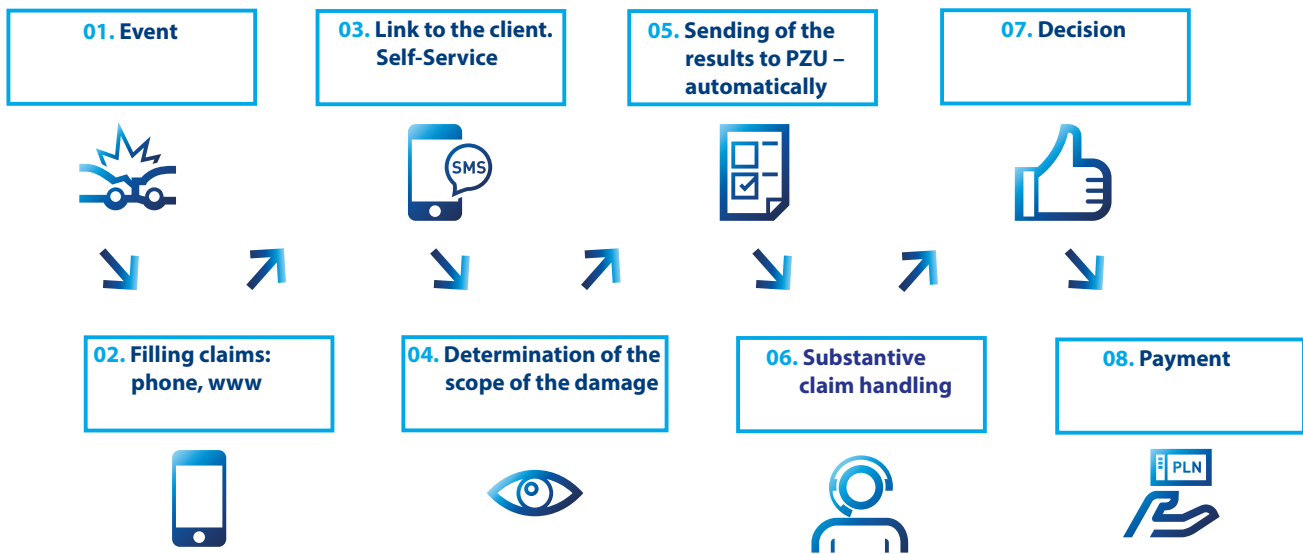 01. Event
02. Filling claims:
phone, www
03. Link to the client.
Self-Service
SMS
04. Determination of the
scope of the damage
05. Sending of the
results to PZU –
automatically
06. Substantive
claim handling
07. Decision
08. Payment
PLN